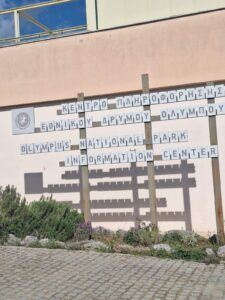 ΚΕΝΤΡΟ ΠΛΗΡΟΦΟΡΗΣΗΣ
ΕΘΝΙΚΟΥ ΔΡΥΜΟΥ ΟΛΥΜΠΟΥ
OLYMPUS NATIONAL PARK
INFORMATION CENTER